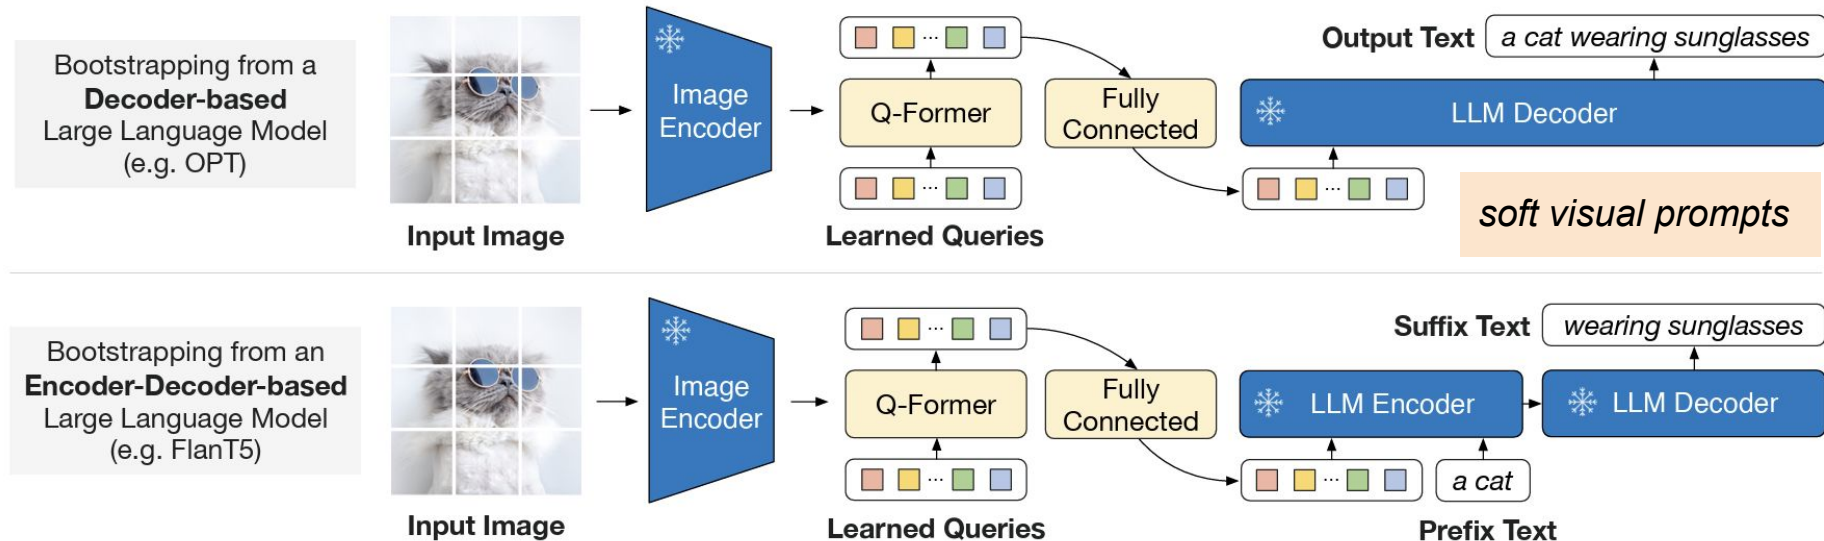 Bootstrapping from a
Decoder-based
Large Language Model
(e.g. OPT)
Input Image
Image
Encoder
...
Q-Former
...
Learned Queries
Fully
Connected
Output Text
a cat wearing sunglasses
LLM Decoder
...
soft visual prompts
Bootstrapping from an
Encoder-Decoder-based
Large Language Model
(e.g. FlanT5)
Input Image
Image
Encoder
...
Q-Former
...
Learned Queries
Fully
Connected
Suffix Text
wearing sunglasses
LLM Encoder
LLM Decoder
...
a cat
Prefix Text